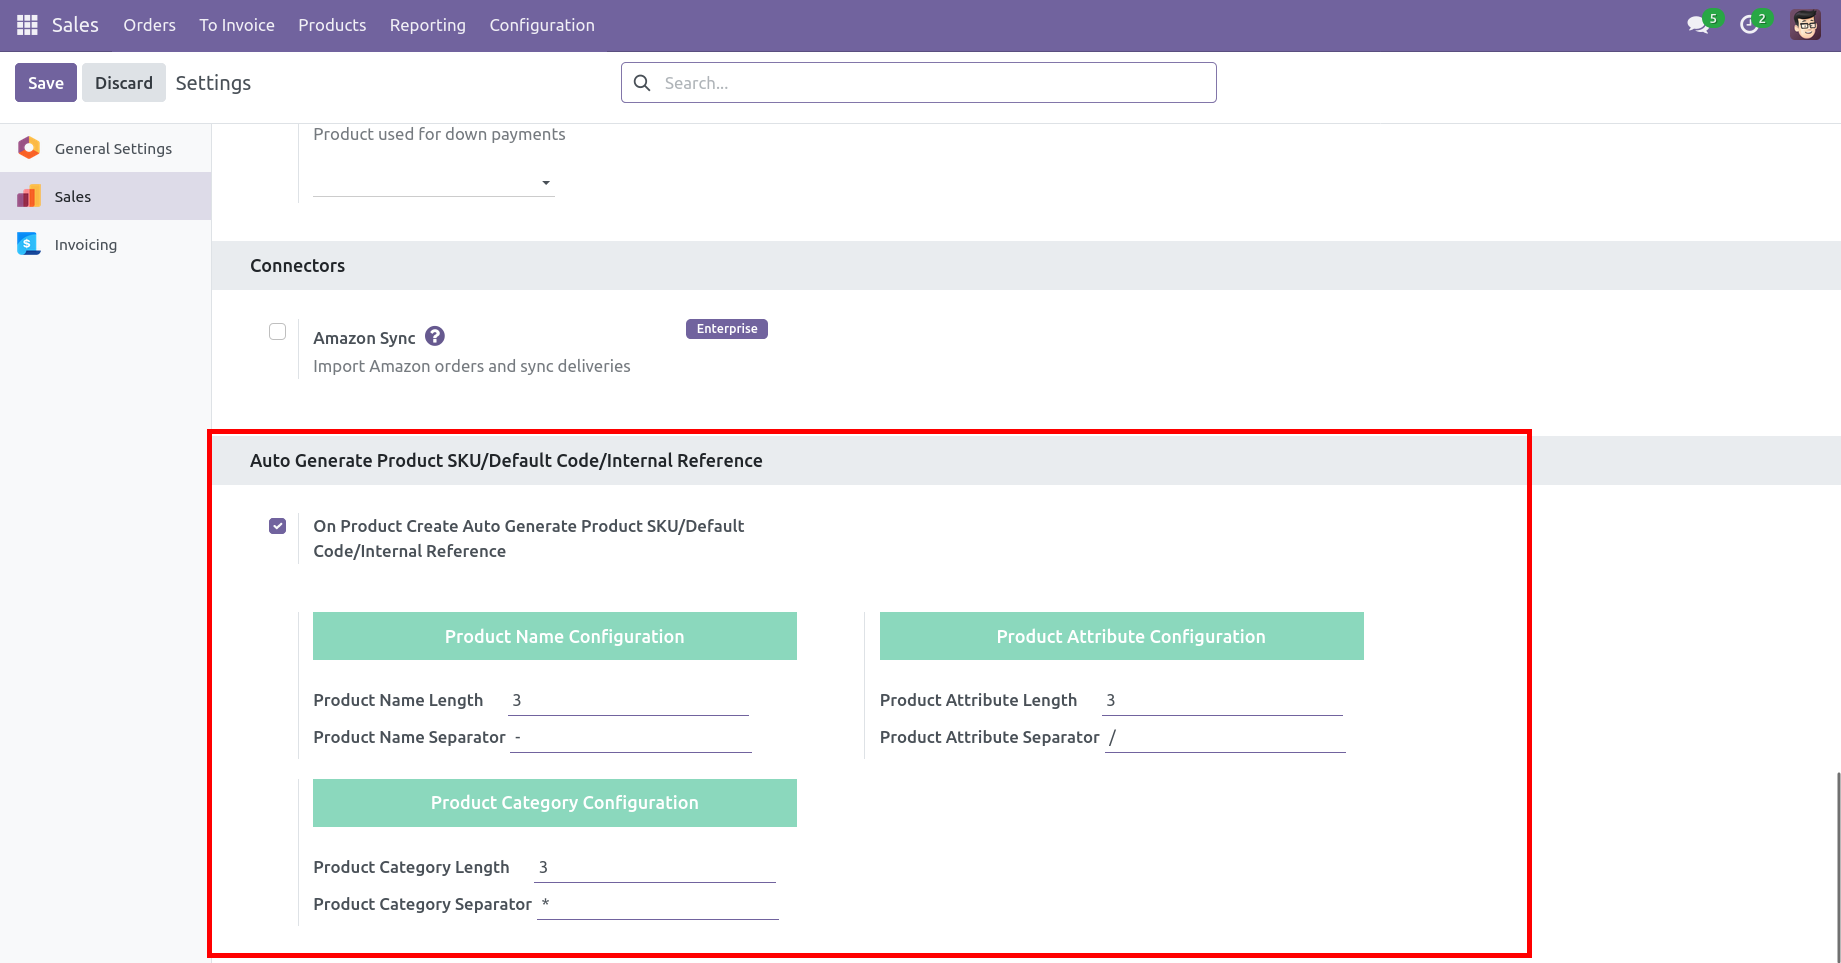 Sales Orders To Invoice Products Reporting Configuration 5 2
Save Discard Settings Search...
General Settings
Sales
Invoicing
Product used for down payments
Connectors
Amazon Sync ? Enterprise
Import Amazon orders and sync deliveries
Auto Generate Product SKU/Default Code/Internal Reference
On Product Create Auto Generate Product SKU/Default
Code/Internal Reference
Product Name Configuration
Product Name Length 3
Product Name Separator -
Product Attribute Configuration
Product Attribute Length 3
Product Attribute Separator /
Product Category Configuration
Product Category Length 3
Product Category Separator *